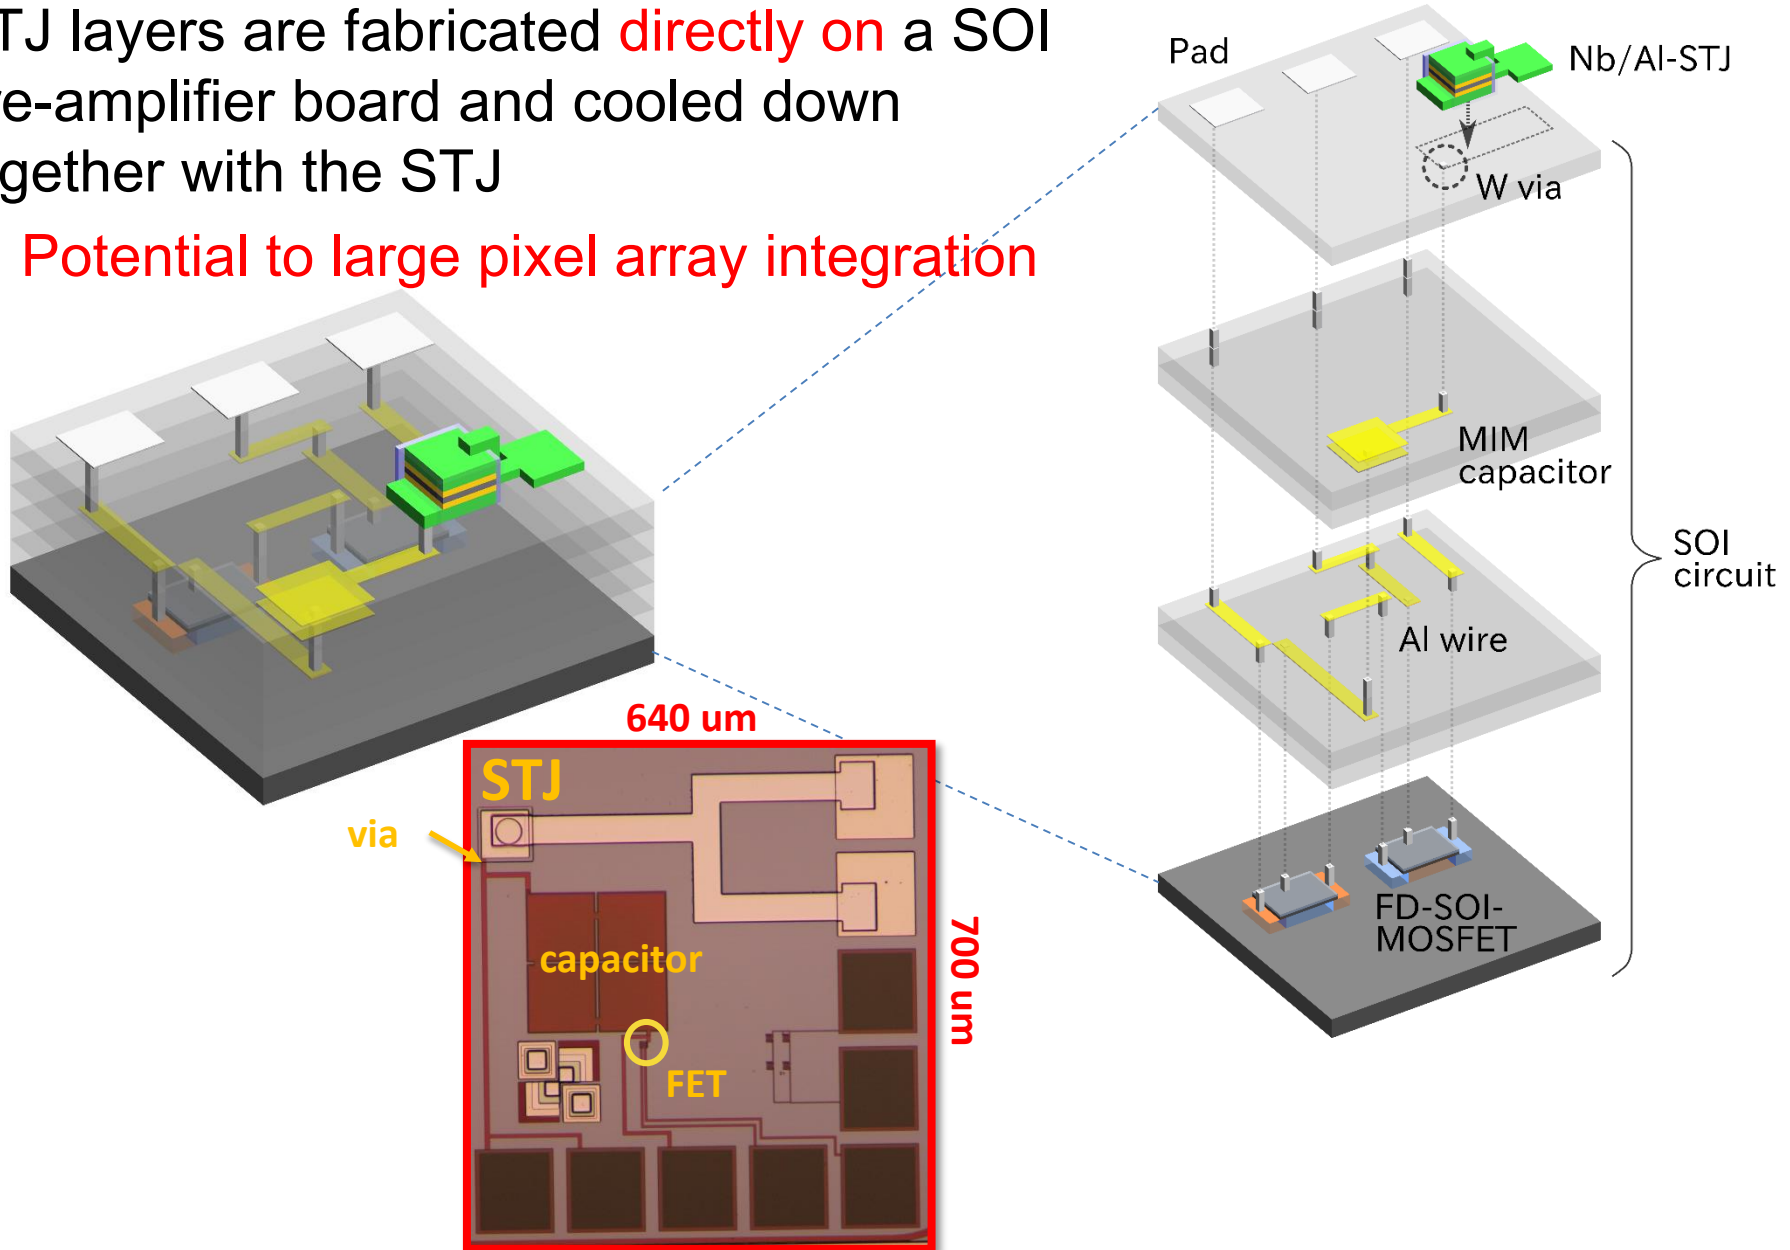 TJ layers are fabricated directly on a SOI
re-amplifier board and cooled down
gether with the STJ
Potential to large pixel array integration
Pad
Nb/Al-STJ
W via
MIM
capacitor
SOI
circuit
Al wire
FD-SOI-
MOSFET
640 um
STJ
via
capacitor
700 um
FET